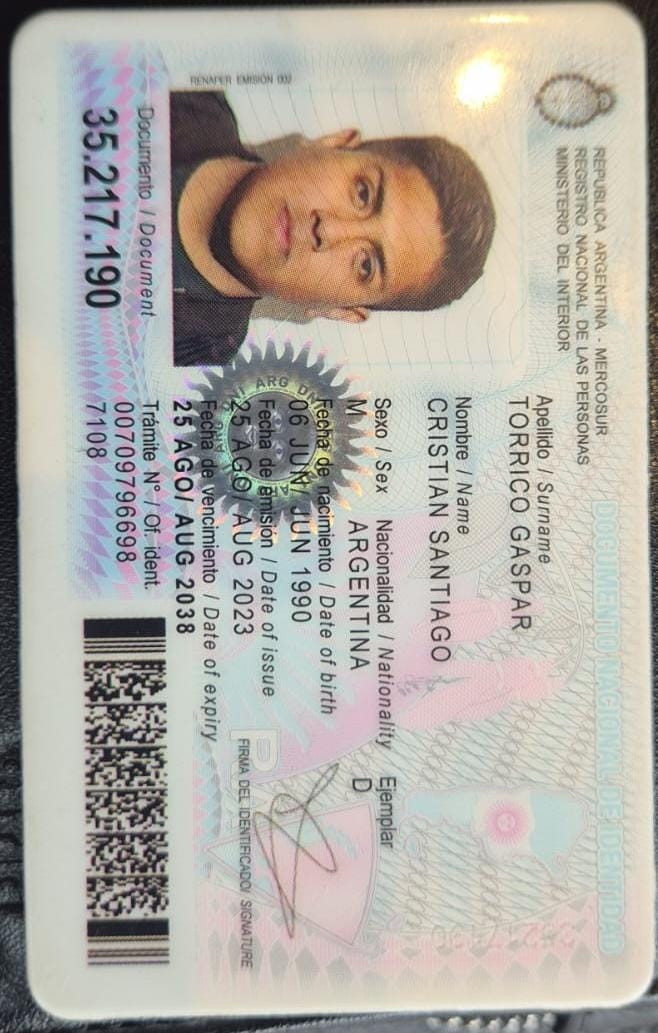 REPUBLICA ARGENTINA - MERCOSUR
REGISTRO NACIONAL DE LAS PERSONAS
MINISTERIO DEL INTERIOR
DOCUMENTO NACIONAL DE IDENTIDAD
Apellido / Surname
TORRICO GASPAR
Nombre / Name
CRISTIAN SANTIAGO
Sexo / Sex Nacionalidad / Nationality Ejemplar
M ARGENTINA D
Fecha de nacimiento / Date of birth
06 JUN/ JUN 1990
Fecha de emisión / Date of issue
25 AGO/ AUG 2023
Fecha de vencimiento / Date of expiry
25 AGO/ AUG 2038
FIRMA DEL IDENTIFICADO/ SIGNATURE
RENAPER EMISION 002
Documento / Document
35.217.190
Trámite N° / Of. ident.
00709796698
7108